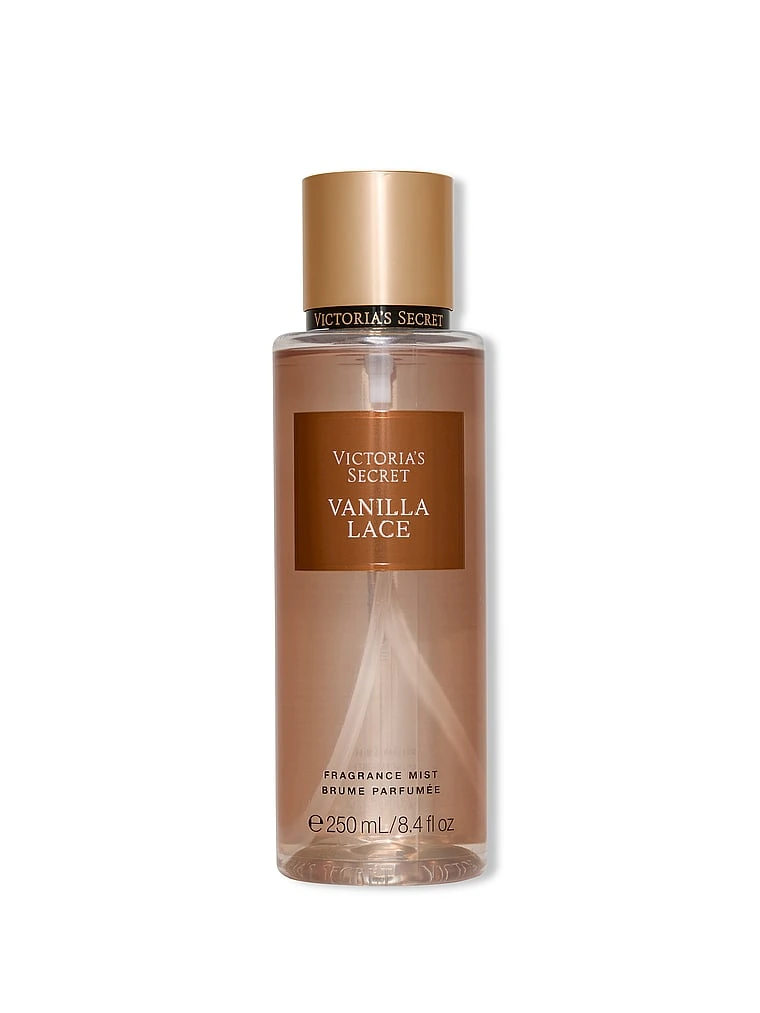 VICTORIA'S SECRET
VICTORIA'S
SECRET
VANILLA
LACE
FRAGRANCE MIST
BRUME PARFUMÉE
℮ 250 mL/8.4 fl oz